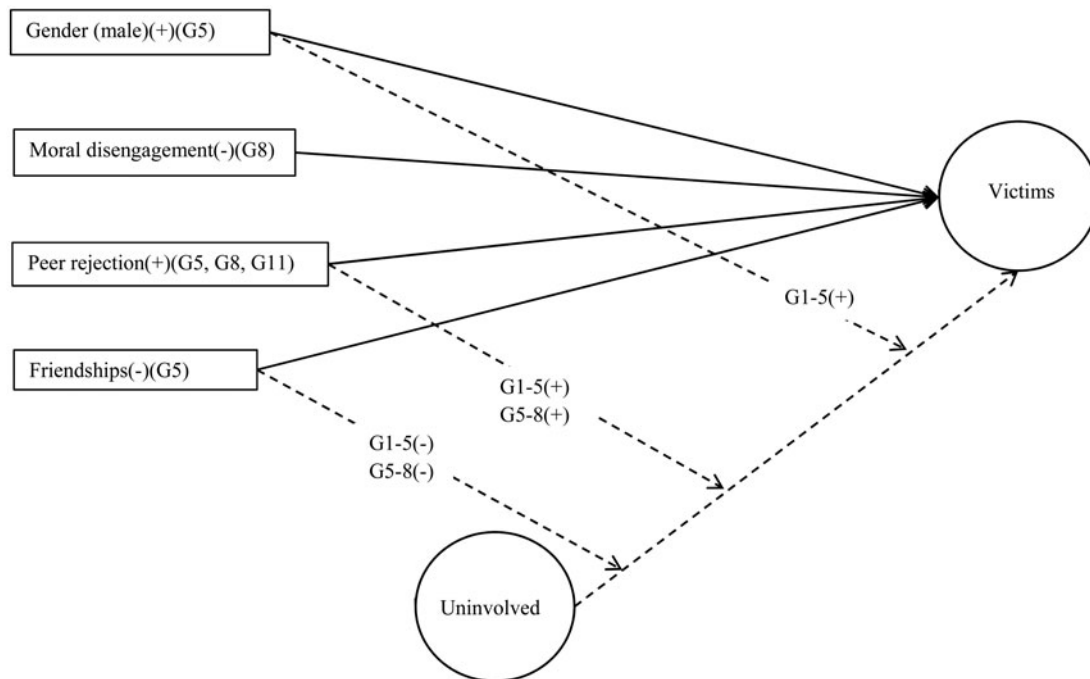 Gender (male)(+)(G5)
Moral disengagement(-)(G8)
Victims
Peer rejection(+)(G5, G8, G11)
G1-5(+)
Friendships(-)(G5)
G1-5(+)
G5-8(+)
G1-5(-)
G5-8(-)
Uninvolved